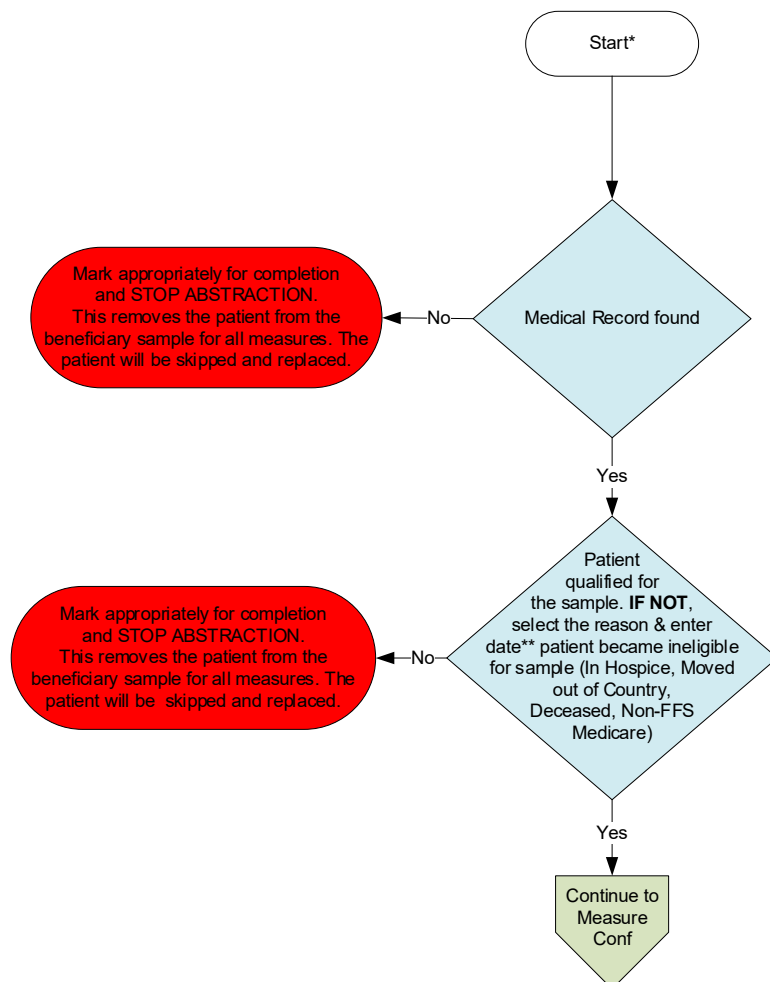 Start*
Medical Record found
No
Mark appropriately for completion
and STOP ABSTRACTION.
This removes the patient from the
beneficiary sample for all measures. The
patient will be skipped and replaced.
Yes
Patient
qualified for
the sample. IF NOT,
select the reason & enter
date** patient became ineligible
for sample (In Hospice, Moved
out of Country,
Deceased, Non-FFS
Medicare)
No
Mark appropriately for completion
and STOP ABSTRACTION.
This removes the patient from the
beneficiary sample for all measures. The
patient will be  skipped and replaced.
Yes
Continue to
Measure
Conf